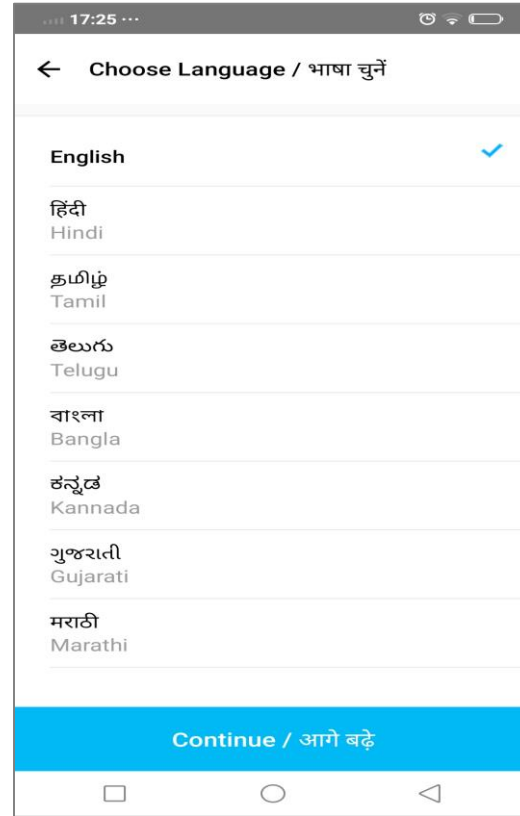 17:25 ...
Choose Language / भाषा चुनें
English
हिंदी
Hindi
தமிழ்
Tamil
తెలుగు
Telugu
বাংলা
Bangla
ಕನ್ನಡ
Kannada
ગુજરાતી
Gujarati
मराठी
Marathi
Continue / आगे बढ़े